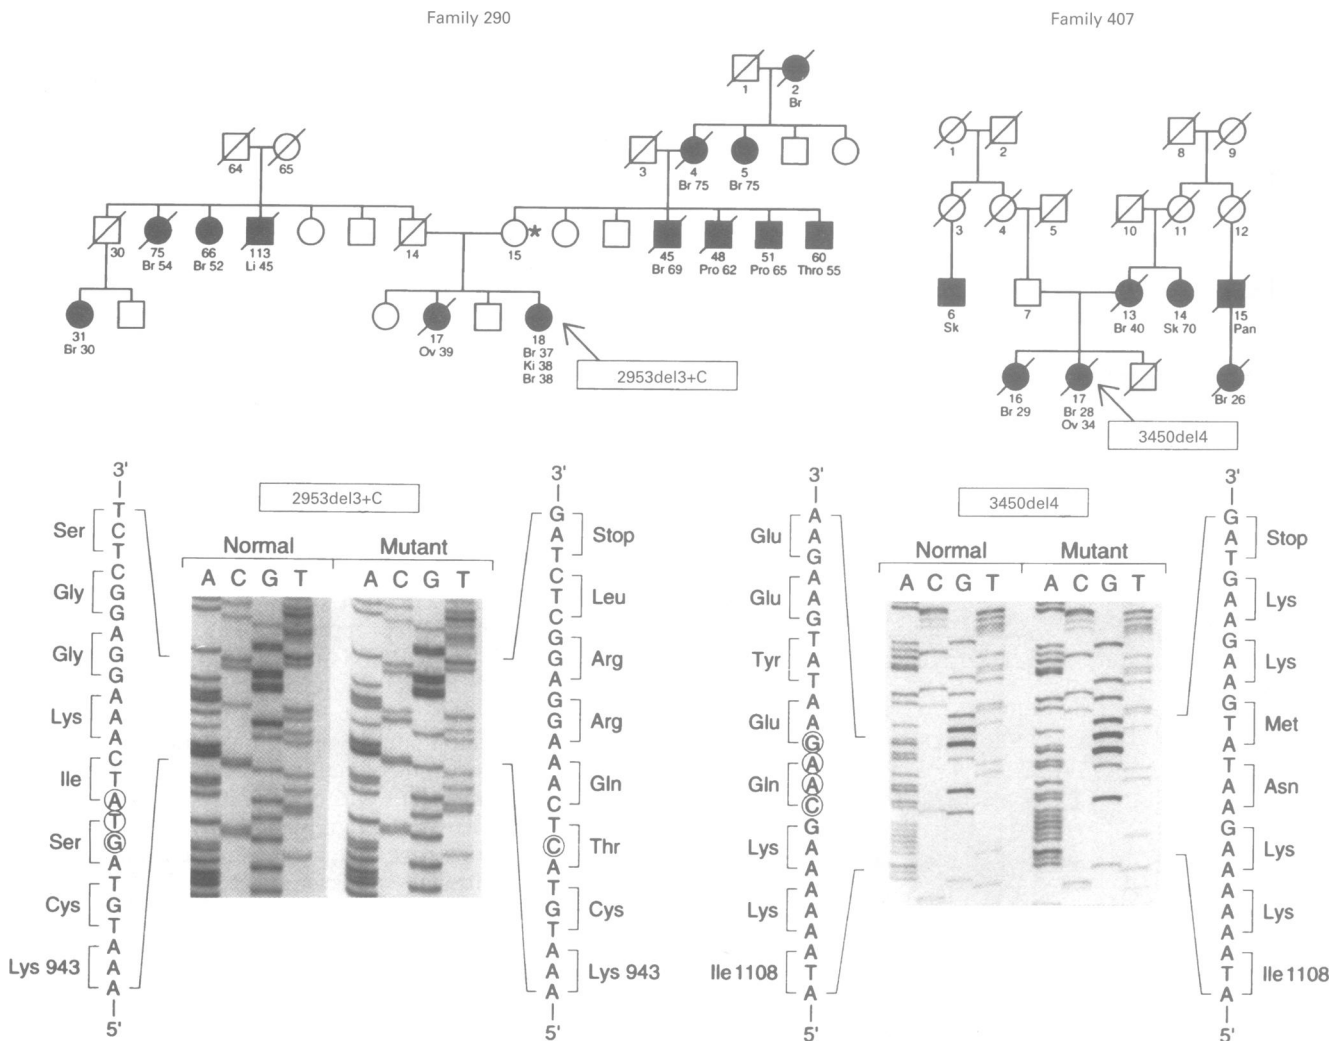 Family 290
Family 407
1
2
Br
64
65
3
4
Br 75
5
Br 75
30
75
Br 54
66
Br 52
113
Li 45
14
15
*
45
Br 69
48
Pro 62
51
Pro 65
60
Thro 55
31
Br 30
17
Ov 39
18
Br 37
Ki 38
Br 38
2953del3+C
1
2
8
9
3
4
5
10
11
12
6
Sk
7
13
Br 40
14
Sk 70
15
Pan
16
Br 29
17
Br 28
Ov 34
Br 26
3450del4
3'
T
C
T
C
G
G
A
G
G
A
A
A
C
T
A
T
G
A
T
G
T
A
A
A
5'
Ser
Gly
Gly
Lys
Ile
Ser
Cys
Lys 943
2953del3+C
Normal Mutant
A C G T A C G T
3'
G
A
T
C
T
C
G
G
A
G
G
A
A
A
C
T
C
A
T
G
T
A
A
A
5'
Stop
Leu
Arg
Arg
Gln
Thr
Cys
Lys 943
3'
A
A
G
A
A
G
T
A
T
A
A
G
A
A
C
G
A
A
A
A
A
A
T
A
5'
Glu
Glu
Tyr
Glu
Gln
Lys
Lys
Ile 1108
3450del4
Normal Mutant
A C G T A C G T
3'
G
A
T
G
A
A
G
A
A
G
T
A
T
A
A
G
A
A
A
A
A
A
T
A
5'
Stop
Lys
Lys
Met
Asn
Lys
Lys
Ile 1108